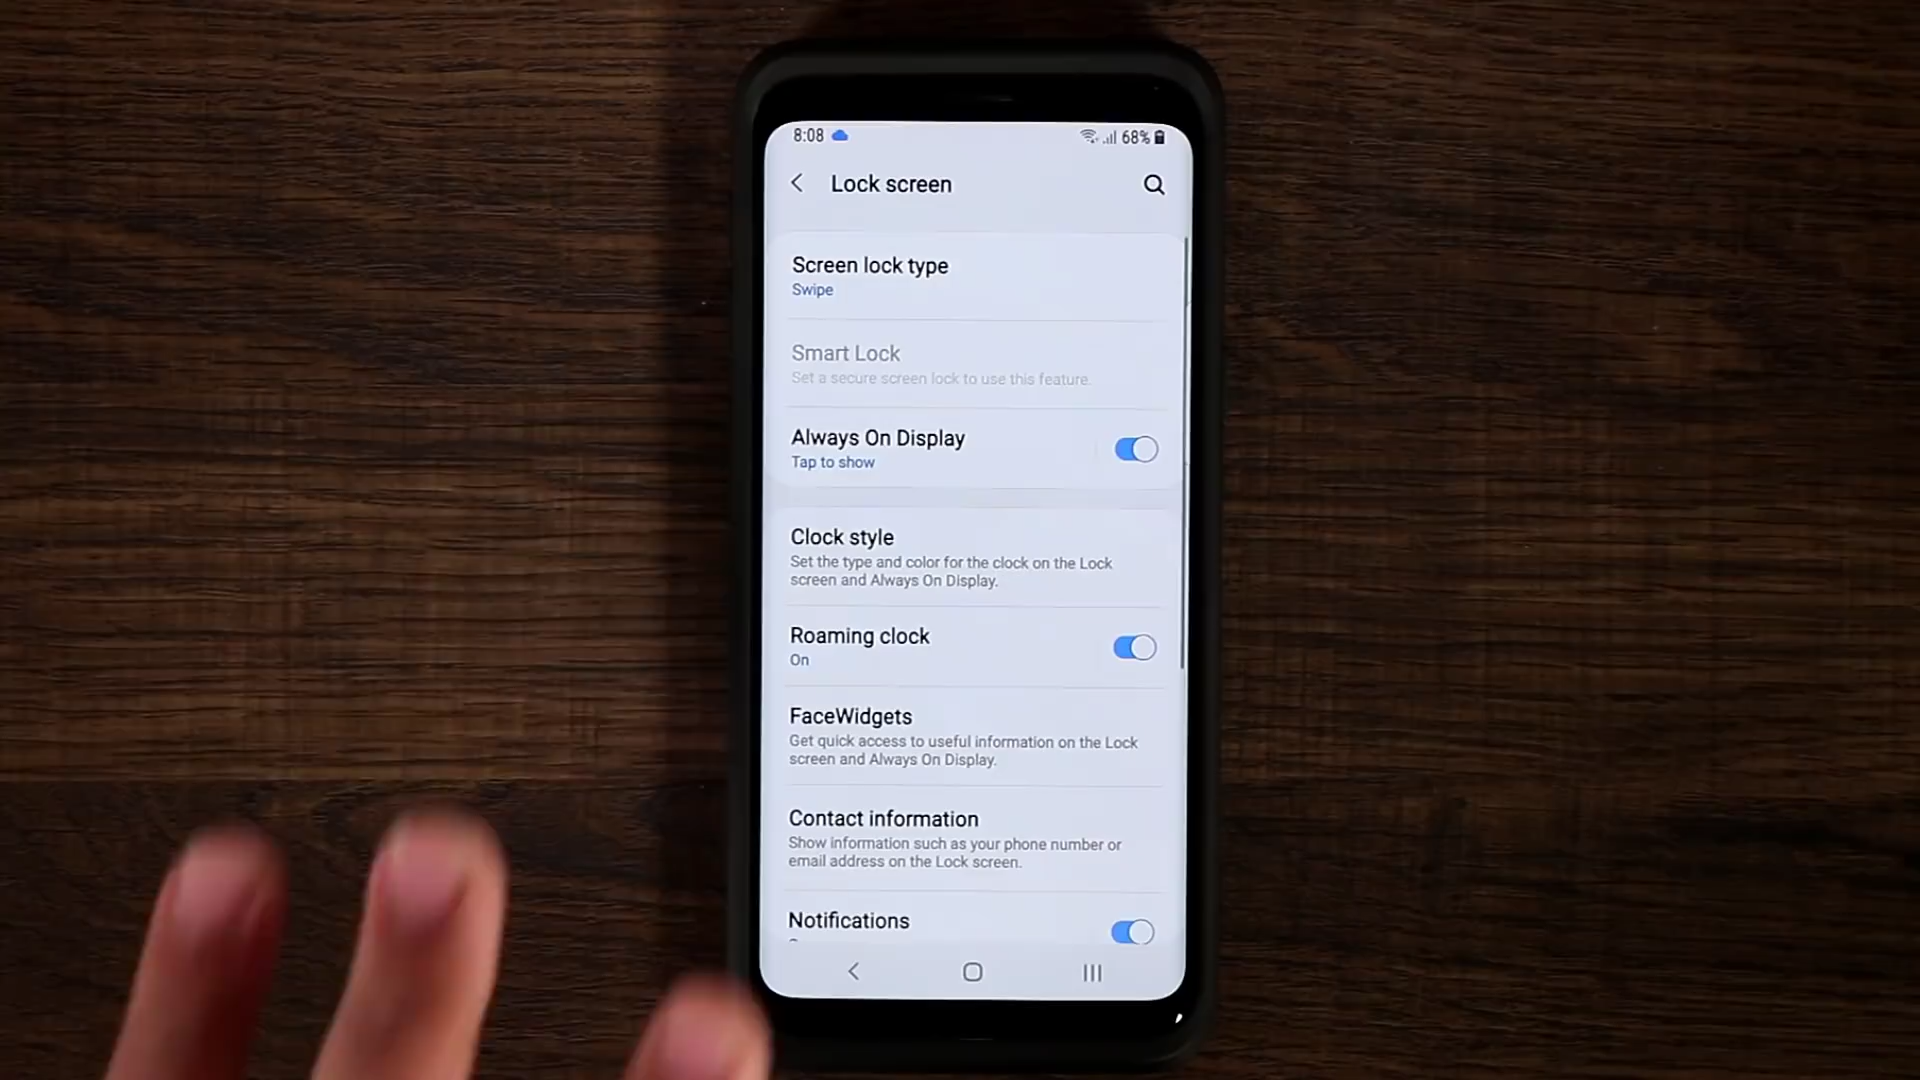 8:08
68%
Lock screen
Screen lock type
Swipe
Smart Lock
Set a secure screen lock to use this feature.
Always On Display
Tap to show
Clock style
Set the type and color for the clock on the Lock
screen and Always On Display.
Roaming clock
On
FaceWidgets
Get quick access to useful information on the Lock
screen and Always On Display.
Contact information
Show information such as your phone number or
email address on the Lock screen.
Notifications